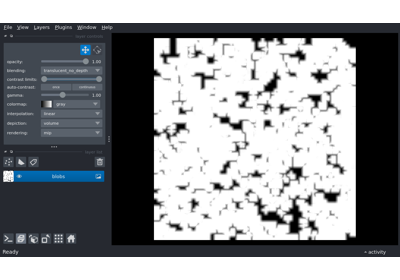 File View Layers Plugins Window Help
opacity: 1.00
blending: translucent_no_depth
contrast limits:
auto-contrast: once continuous
gamma: 1.00
colormap: gray
interpolation: linear
depiction: volume
rendering: mip
blobs
Ready
activity